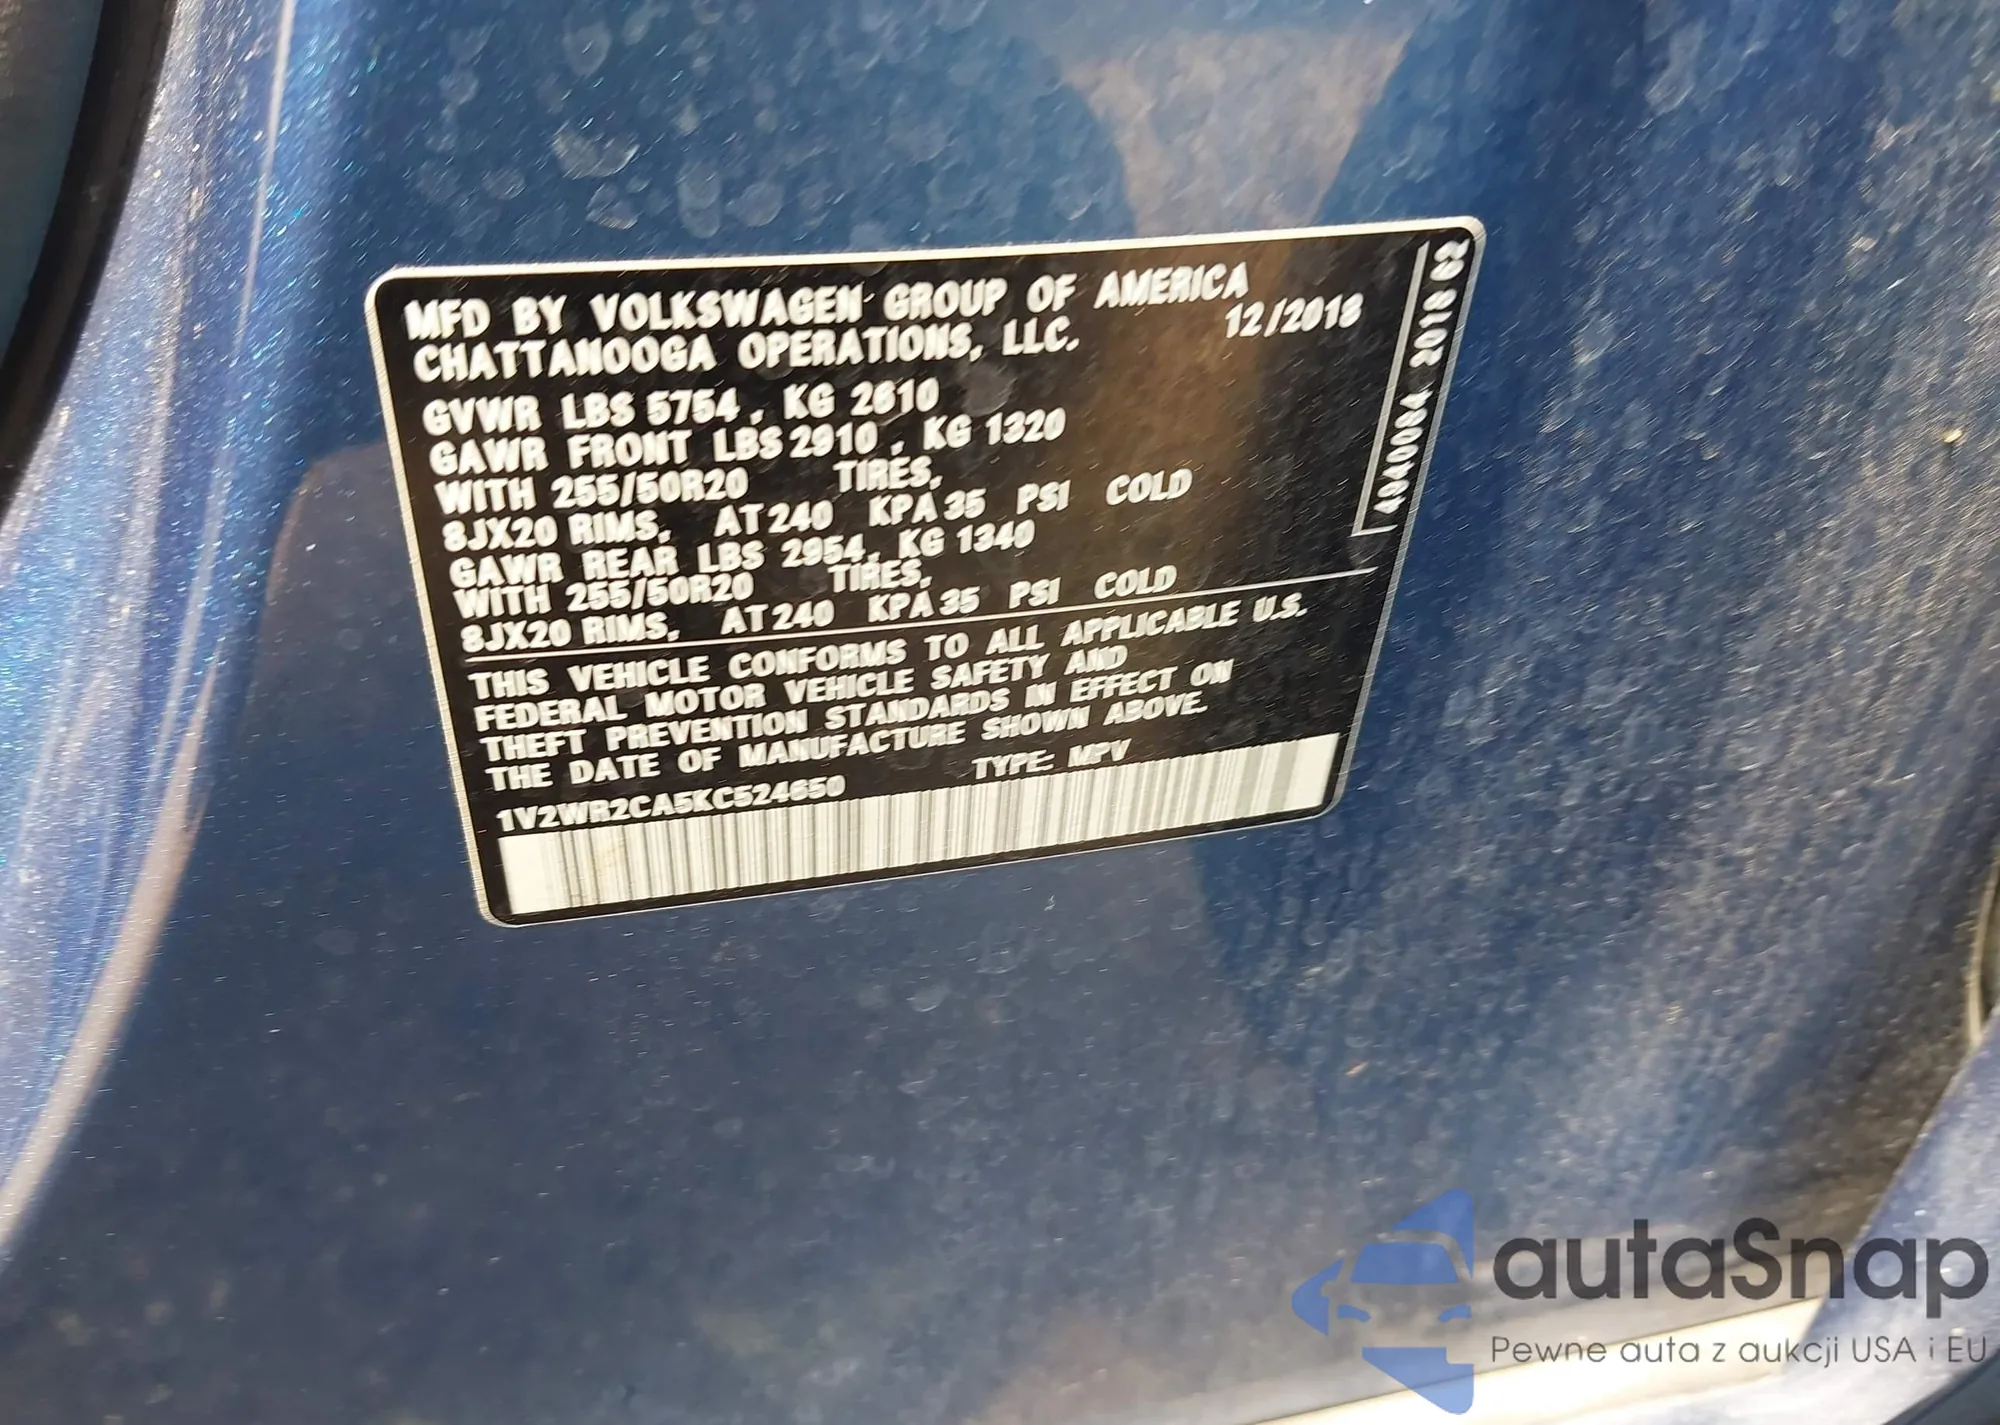 MFD BY VOLKSWAGEN GROUP OF AMERICA
CHATTANOOGA OPERATIONS, LLC. 12/2018
GVWR LBS 5754, KG 2610
GAWR FRONT LBS 2910, KG 1320
WITH 255/50R20 TIRES,
8JX20 RIMS, AT 240 KPA 35 PSI COLD
GAWR REAR LBS 2954, KG 1340
WITH 255/50R20 TIRES,
8JX20 RIMS, AT 240 KPA 35 PSI COLD
THIS VEHICLE CONFORMS TO ALL APPLICABLE U.S.
FEDERAL MOTOR VEHICLE SAFETY AND
THEFT PREVENTION STANDARDS IN EFFECT ON
THE DATE OF MANUFACTURE SHOWN ABOVE.
1V2WR2CA5KC524650 TYPE: MPV
4940084 2018 62
autaSnap
Pewne auta z aukcji USA i EU